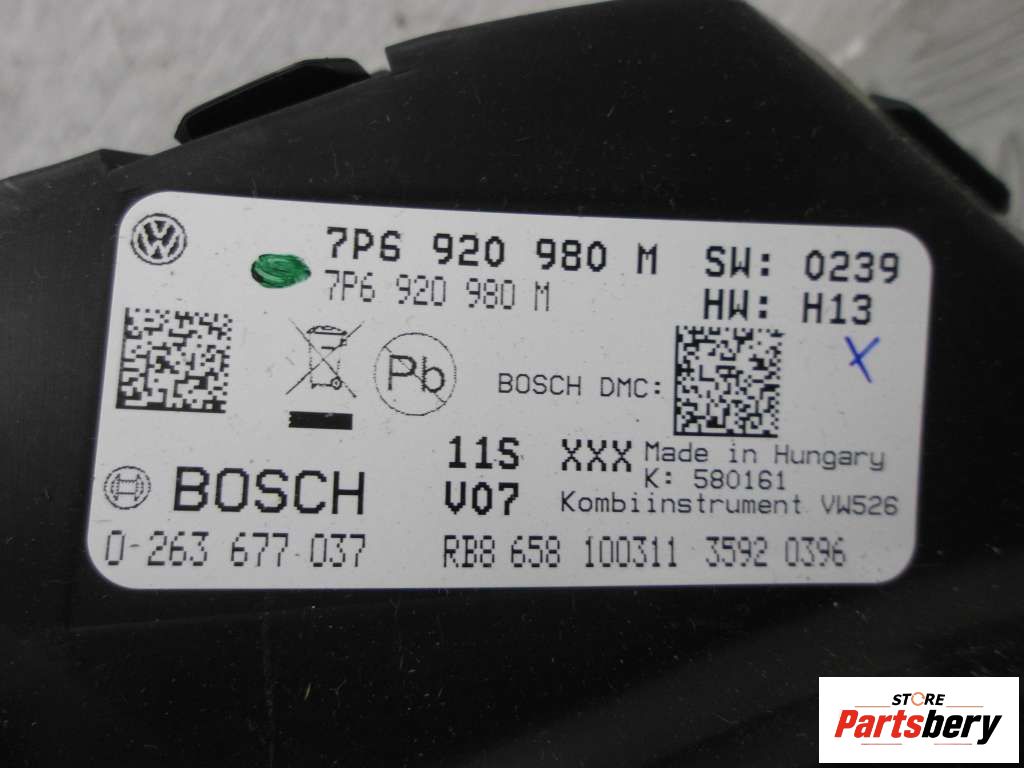 7P6 920 980 M SW: 0239
7P6 920 980 M HW: H13
Pb
BOSCH DMC:
X
11S XXX Made in Hungary
K: 580161
BOSCH V07 Kombiinstrument VW526
0-263 677 037 RB8 658 100311 3592 0396
STORE
Partsbery